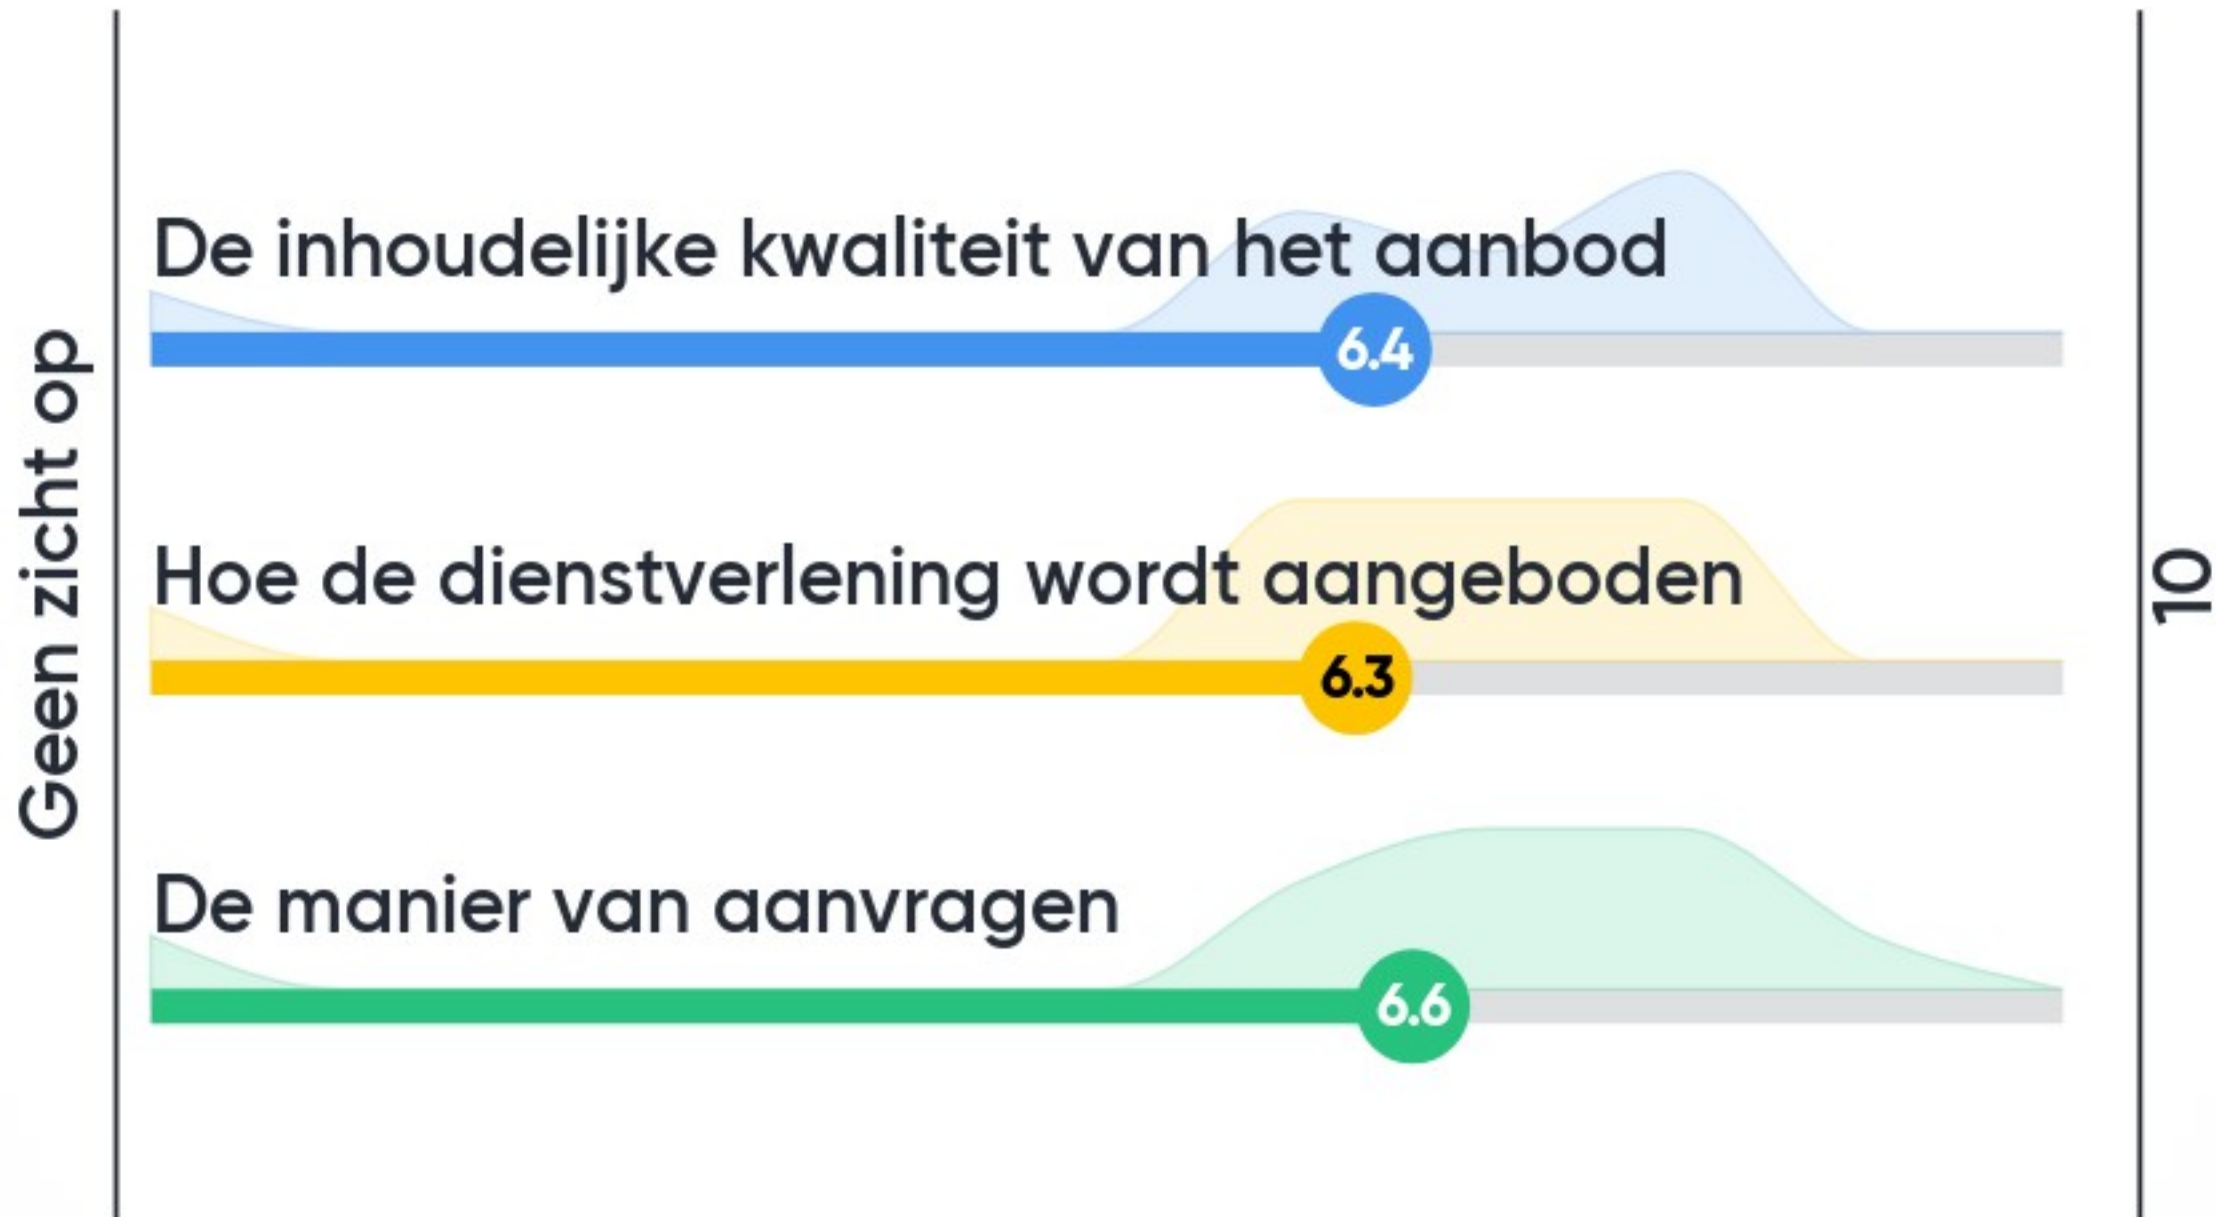 Geen zicht op
De inhoudelijke kwaliteit van het aanbod
6.4
Hoe de dienstverlening wordt aangeboden
6.3
De manier van aanvragen
6.6
10